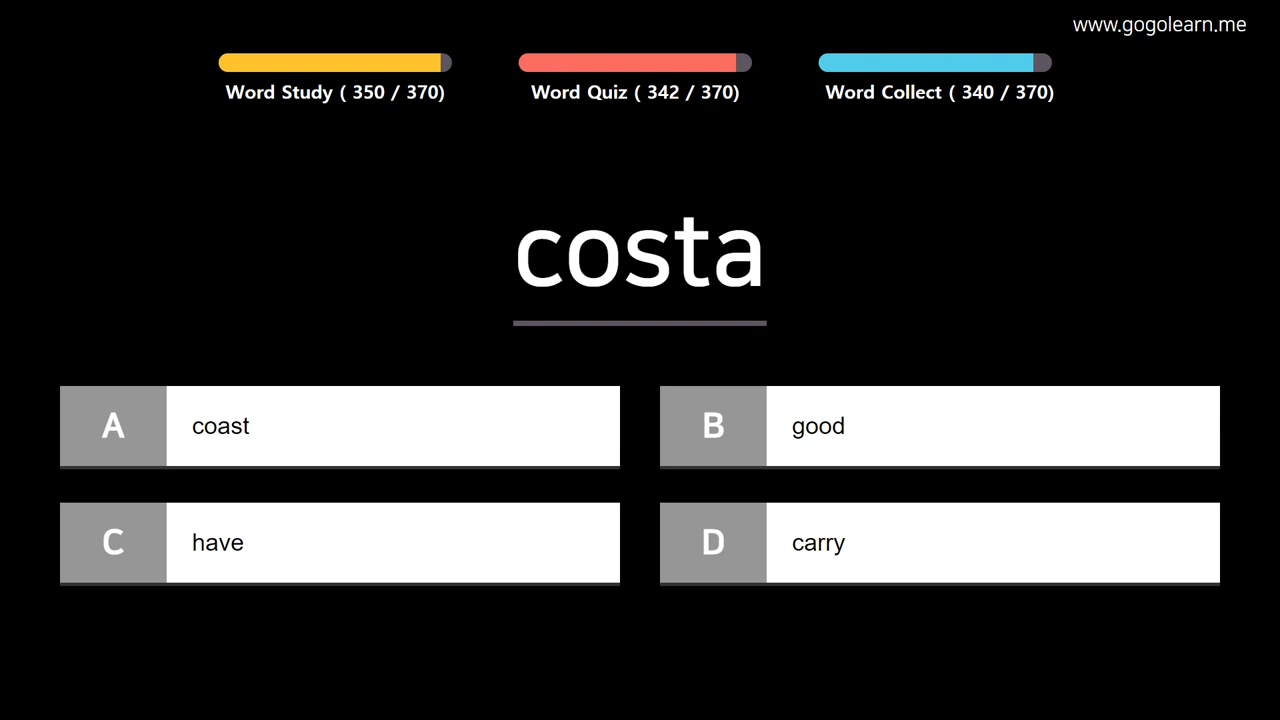 www.gogolearn.me
Word Study ( 350 / 370)
Word Quiz ( 342 / 370)
Word Collect ( 340 / 370)
costa
A coast
B good
C have
D carry